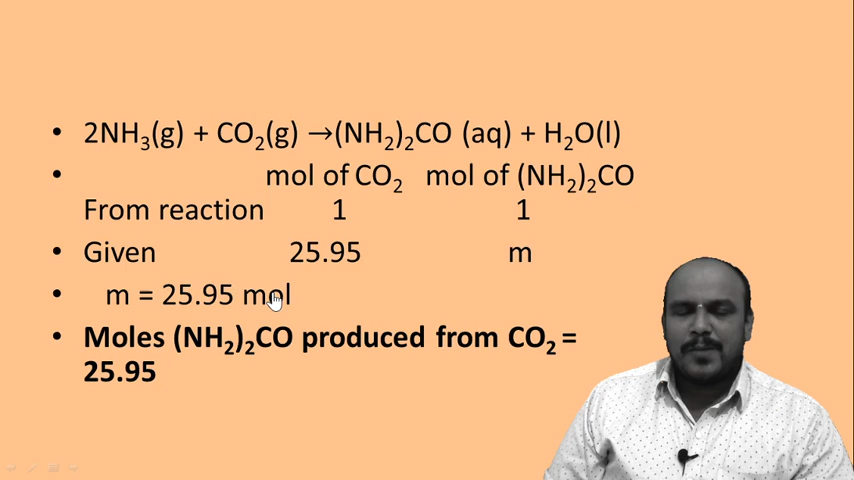 • 2NH₃(g) + CO₂(g) →(NH₂)₂CO (aq) + H₂O(l)
• mol of CO₂ mol of (NH₂)₂CO
From reaction 1 1
• Given 25.95 m
• m = 25.95 mol
• Moles (NH₂)₂CO produced from CO₂ =
25.95